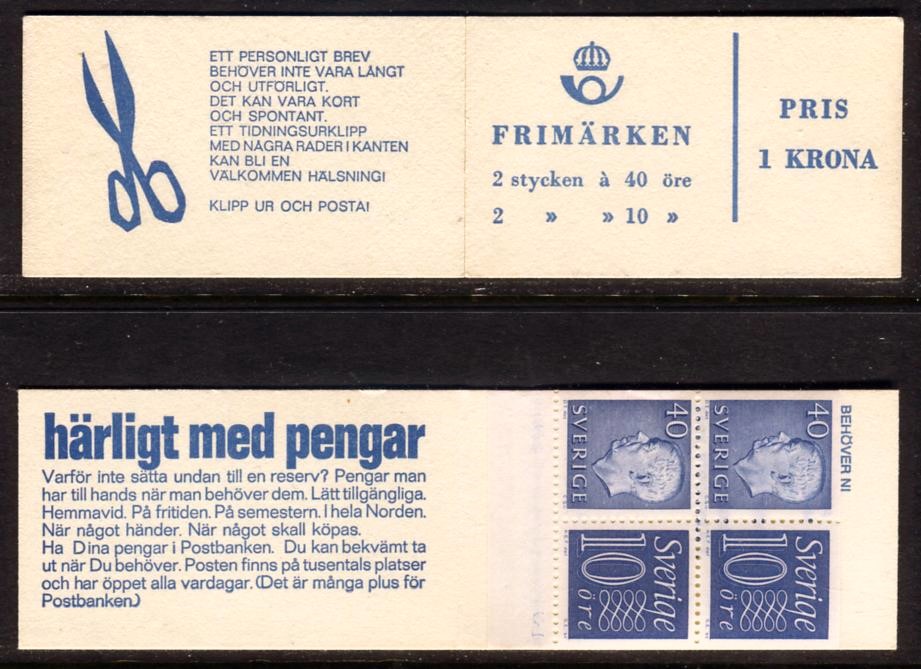 ETT PERSONLIGT BREV
BEHÖVER INTE VARA LÅNGT
OCH UTFÖRLIGT.
DET KAN VARA KORT
OCH SPONTANT.
ETT TIDNINGSURKLIPP
MED NÅGRA RADER I KANTEN
KAN BLI EN
VÄLKOMMEN HÄLSNING!
KLIPP UR OCH POSTA!
FRIMÄRKEN
2 stycken à 40 öre
2 » » 10 »
PRIS
1 KRONA
härligt med pengar
Varför inte sätta undan till en reserv? Pengar man
har till hands när man behöver dem. Lätt tillgängliga.
Hemmavid. På fritiden. På semestern. I hela Norden.
När något händer. När något skall köpas.
Ha Dina pengar i Postbanken. Du kan bekvämt ta
ut när Du behöver. Posten finns på tusentals platser
och har öppet alla vardagar. (Det är många plus för
Postbanken.)
40
SVERIGE
40
SVERIGE
Sverige
10
öre
Sverige
10
öre
BEHÖVER NI